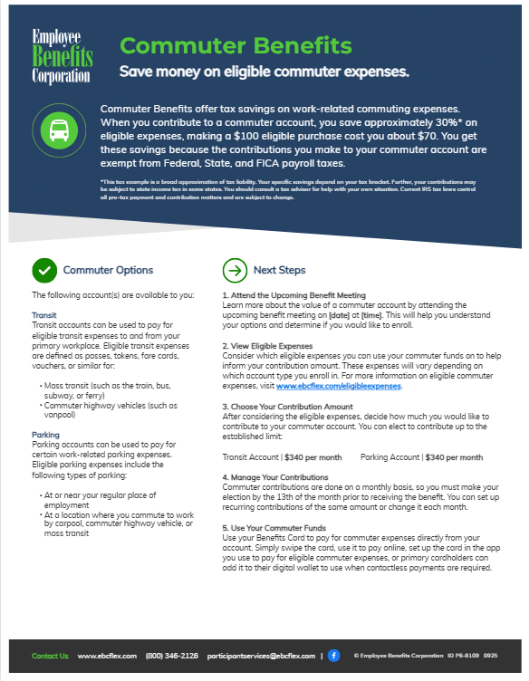 Employee
Benefits
Corporation
Commuter Benefits
Save money on eligible commuter expenses.
Commuter Benefits offer tax savings on work-related commuting expenses.
When you contribute to a commuter account, you save approximately 30%* on
eligible expenses, making a $100 eligible purchase cost you about $70. You get
these savings because the contributions you make to your commuter account are
exempt from Federal, State, and FICA payroll taxes.
*This tax example is a broad approximation of tax liability. Your specific savings depend on your tax bracket. Further, your contributions may
be subject to state income tax in some states. You should consult a tax advisor for help with your own situation. Current IRS tax laws control
all pre-tax payment and contribution matters and are subject to change.
Commuter Options
The following account(s) are available to you:
Transit
Transit accounts can be used to pay for
eligible transit expenses to and from your
primary workplace. Eligible transit expenses
are defined as passes, tokens, fare cards,
vouchers, or similar for:
• Mass transit (such as the train, bus,
subway, or ferry)
• Commuter highway vehicles (such as
vanpool)
Parking
Parking accounts can be used to pay for
certain work-related parking expenses.
Eligible parking expenses include the
following types of parking:
• At or near your regular place of
employment
• At a location where you commute to work
by carpool, commuter highway vehicle, or
mass transit
Next Steps
1. Attend the Upcoming Benefit Meeting
Learn more about the value of a commuter account by attending the
upcoming benefit meeting on [date] at [time]. This will help you understand
your options and determine if you would like to enroll.
2. View Eligible Expenses
Consider which eligible expenses you can use your commuter funds on to help
inform your contribution amount. These expenses will vary depending on
which account type you enroll in. For more information on eligible commuter
expenses, visit www.ebcflex.com/eligibleexpenses.
3. Choose Your Contribution Amount
After considering the eligible expenses, decide how much you would like to
contribute to your commuter account. You can elect to contribute up to the
established limit:
Transit Account | $340 per month Parking Account | $340 per month
4. Manage Your Contributions
Commuter contributions are done on a monthly basis, so you must make your
election by the 13th of the month prior to receiving the benefit. You can set up
recurring contributions of the same amount or change it each month.
5. Use Your Commuter Funds
Use your Benefits Card to pay for commuter expenses directly from your
account. Simply swipe the card, use it to pay online, set up the card in the app
you use to pay for eligible commuter expenses, or primary cardholders can
add it to their digital wallet to use when contactless payments are required.
Contact Us www.ebcflex.com (800) 346-2126 participantservices@ebcflex.com | f © Employee Benefits Corporation ID P6-8109 0925